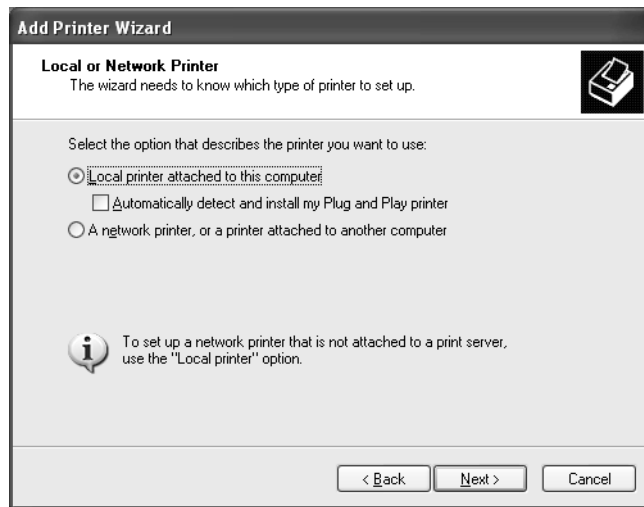 Add Printer Wizard
Local or Network Printer
The wizard needs to know which type of printer to set up.
Select the option that describes the printer you want to use:
Local printer attached to this computer
Automatically detect and install my Plug and Play printer
A network printer, or a printer attached to another computer
To set up a network printer that is not attached to a print server,
use the "Local printer" option.
< Back
Next >
Cancel